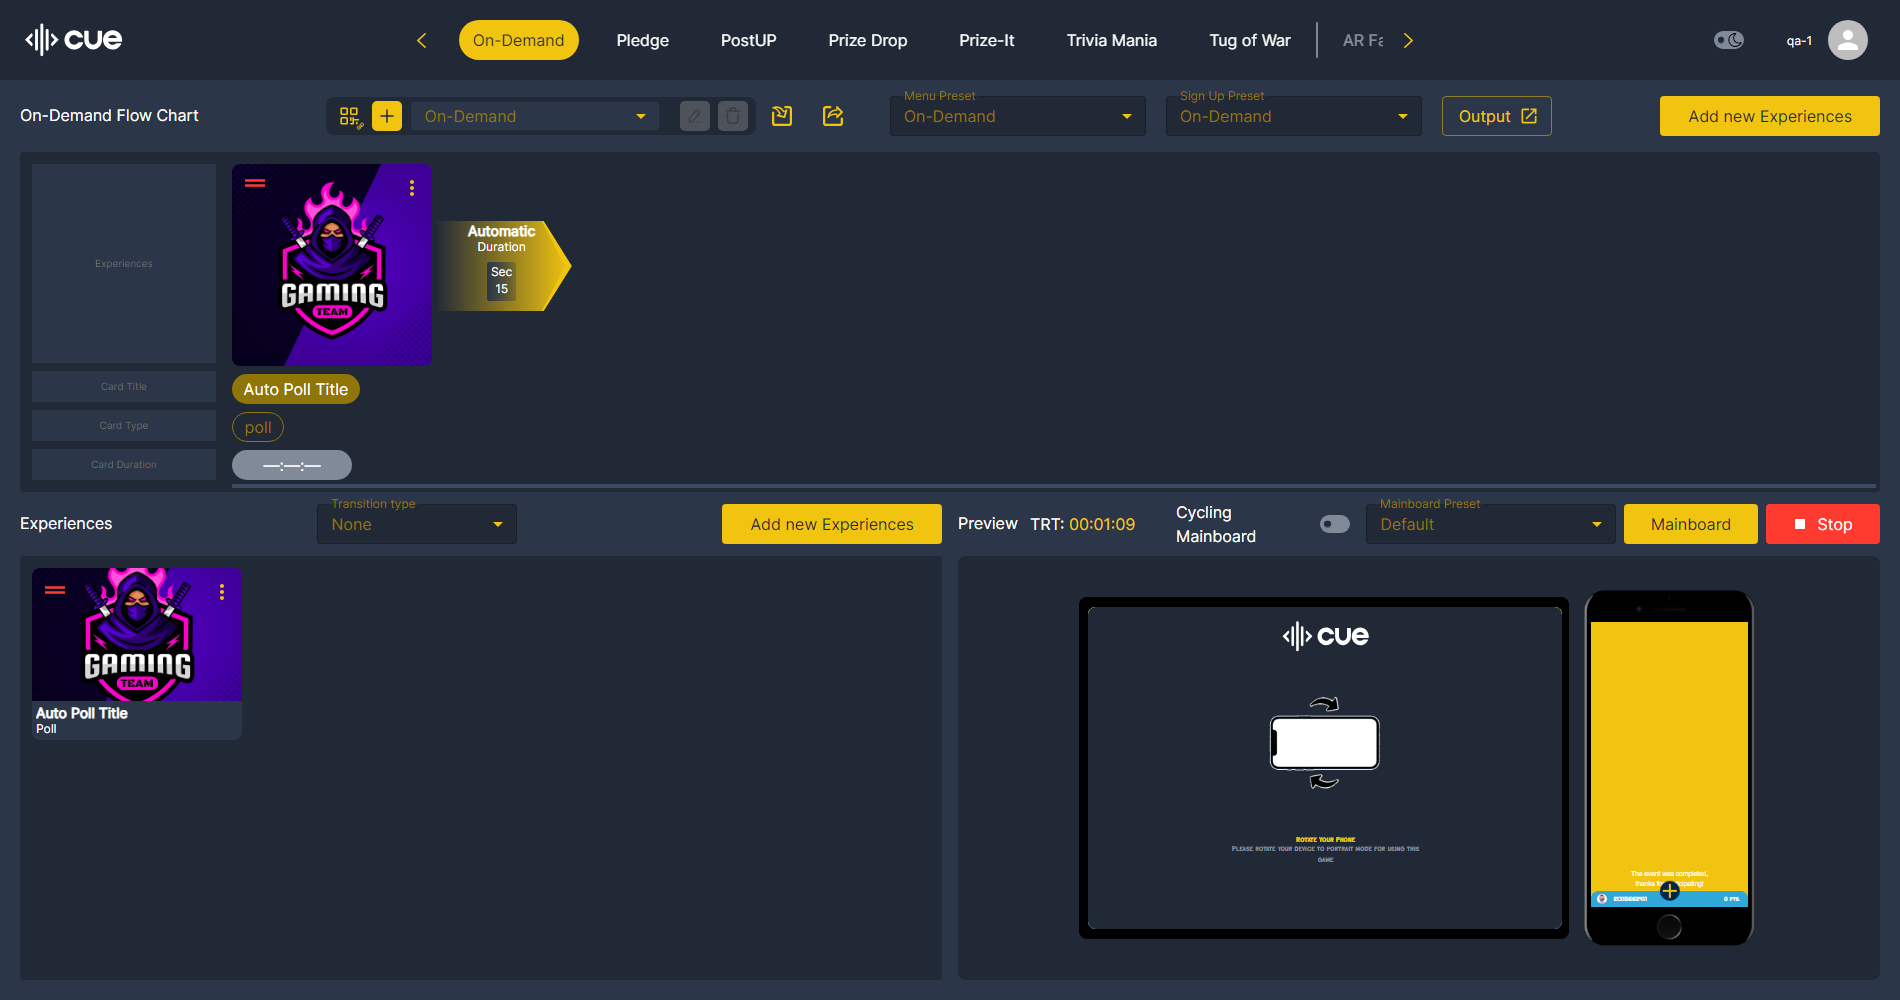 cue
On-Demand
Pledge
PostUP
Prize Drop
Prize-It
Trivia Mania
Tug of War
AR Fa
qa-1
On-Demand Flow Chart
On-Demand
Menu Preset
On-Demand
Sign Up Preset
On-Demand
Output
Add new Experiences
Experiences
GAMING
TEAM
Automatic
Duration
Sec
15
Card Title
Auto Poll Title
Card Type
poll
Card Duration
—:—:—
Experiences
Transition type
None
Add new Experiences
Preview
TRT: 00:01:09
Cycling
Mainboard
Mainboard Preset
Default
Mainboard
Stop
GAMING
TEAM
Auto Poll Title
Poll
cue
Rotate Your Phone
Please rotate your device to portrait mode for using this
game
The event was completed,
0 PTS.